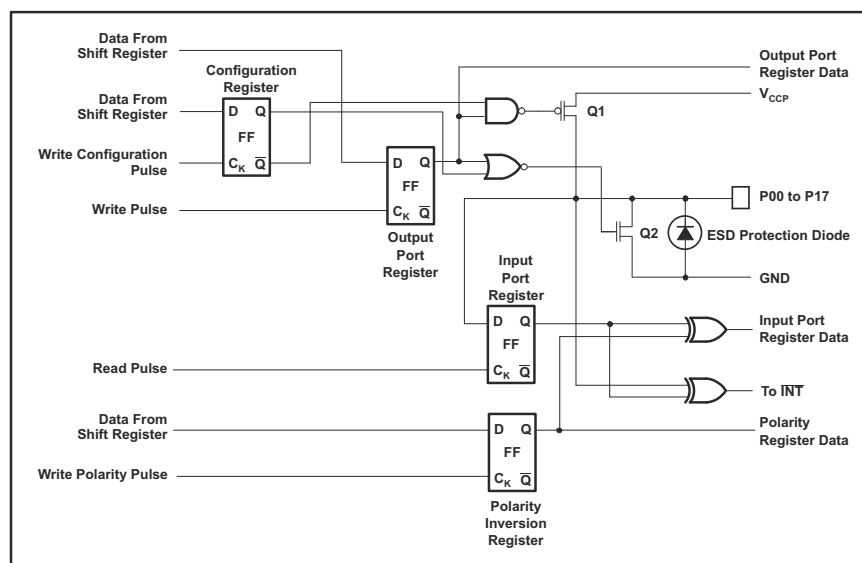 Data From
Shift Register
Configuration
Register
Data From
Shift Register
D Q
FF
CK Q̅
Write Configuration
Pulse
Write Pulse
D Q
FF
CK Q̅
Output
Port
Register
Output Port
Register Data
VCCP
Q1
P00 to P17
Q2
ESD Protection Diode
GND
Input
Port
Register
D Q
FF
CK Q̅
Read Pulse
Input Port
Register Data
To I̅N̅T̅
Data From
Shift Register
D Q
FF
CK Q̅
Write Polarity Pulse
Polarity
Register Data
Polarity
Inversion
Register